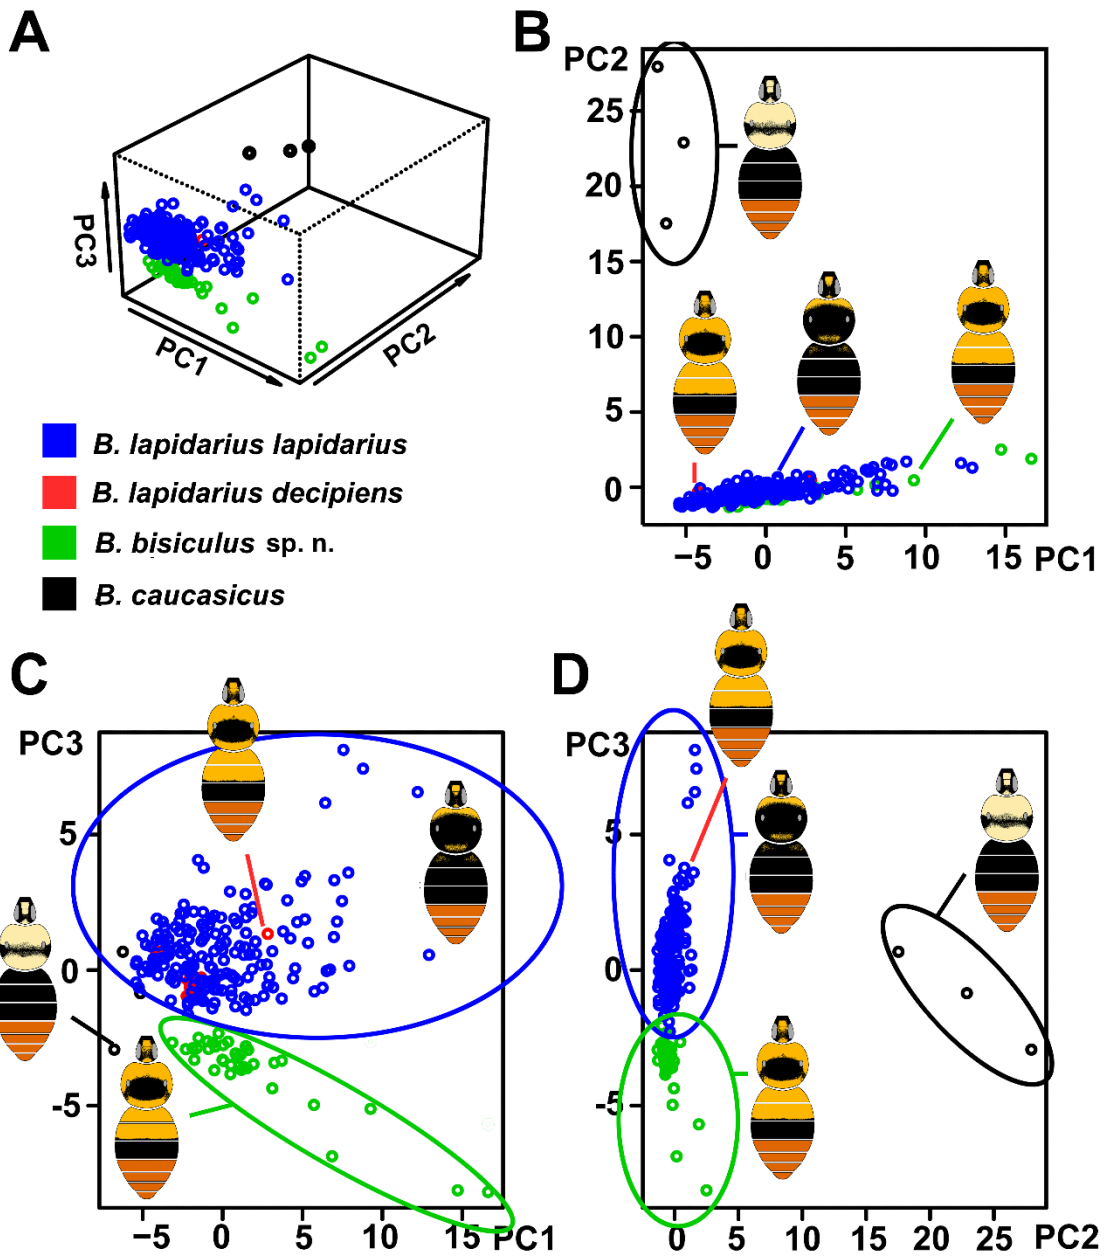 A
PC3
PC1
PC2
B. lapidarius lapidarius
B. lapidarius decipiens
B. bisiculus sp. n.
B. caucasicus
B
PC2
25
20
15
10
5
0
−5 0 5 10 15 PC1
C
PC3
5
0
-5
−5 0 5 10 15 PC1
D
PC3
5
0
-5
0 5 10 15 20 25 PC2